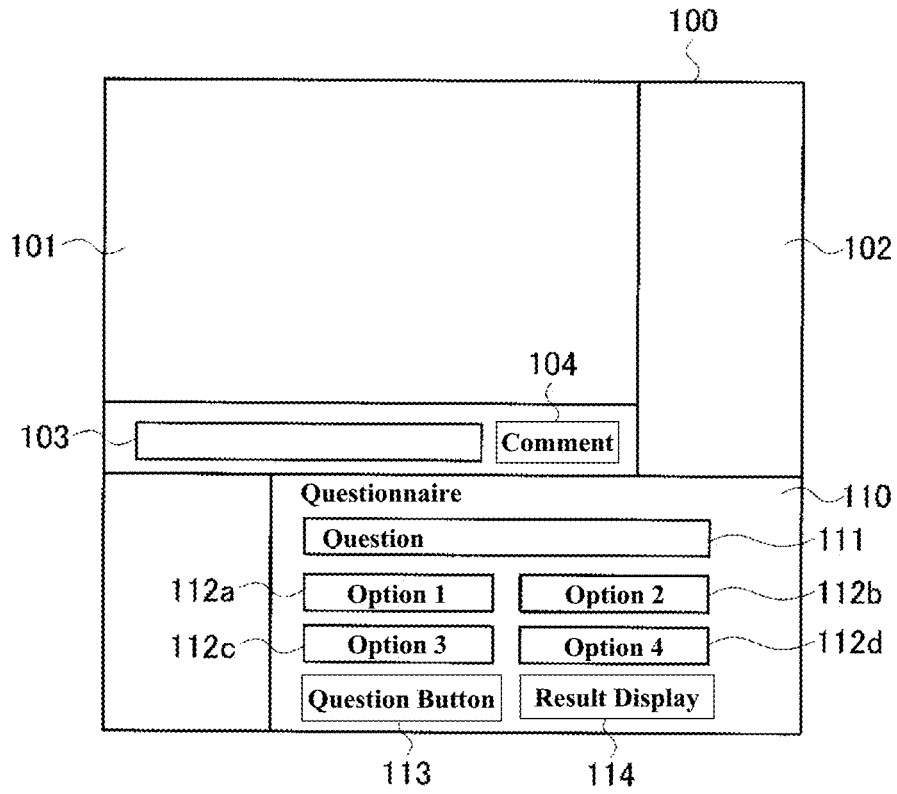 100
101
102
104
103
Comment
Questionnaire
110
Question
111
112a
Option 1
Option 2
112b
112c
Option 3
Option 4
112d
Question Button
Result Display
113
114